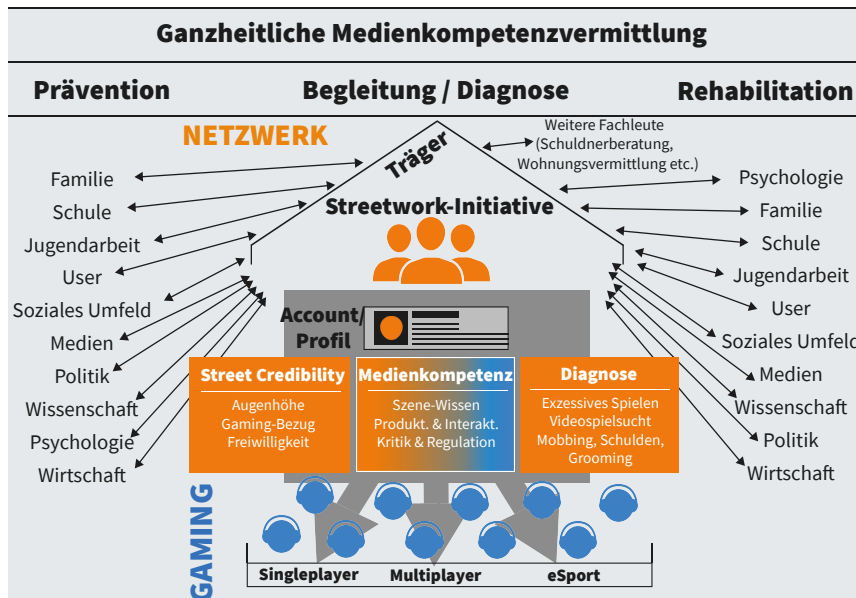 Ganzheitliche Medienkompetenzvermittlung
Prävention
Begleitung / Diagnose
Rehabilitation
NETZWERK
Träger
Weitere Fachleute
(Schuldnerberatung,
Wohnungsvermittlung etc.)
Streetwork-Initiative
Familie
Schule
Jugendarbeit
User
Soziales Umfeld
Medien
Politik
Wissenschaft
Psychologie
Wirtschaft
Psychologie
Familie
Schule
Jugendarbeit
User
Soziales Umfeld
Medien
Wissenschaft
Politik
Wirtschaft
Account/
Profil
Street Credibility
Augenhöhe
Gaming-Bezug
Freiwilligkeit
Medienkompetenz
Szene-Wissen
Produkt. & Interakt.
Kritik & Regulation
Diagnose
Exzessives Spielen
Videospielsucht
Mobbing, Schulden,
Grooming
GAMING
Singleplayer
Multiplayer
eSport